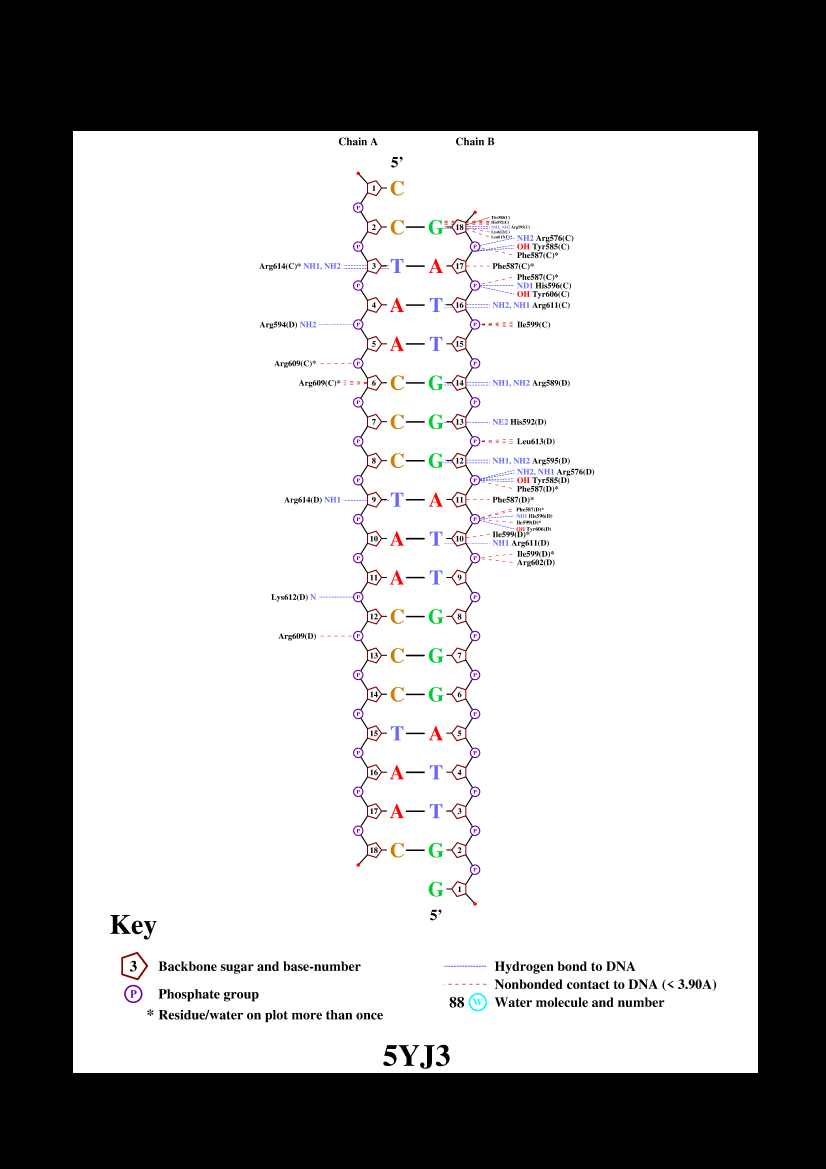 Chain A Chain B
5’
1 C
P
2 C G 18 Thr588(C)
His592(C)
NH1, NH2 Arg595(C)
Leu613(C)*
P P NH2 Arg576(C)
OH Tyr585(C)
Phe587(C)*
Arg614(C)* NH1, NH2 3 T A 17 Phe587(C)*
P P Phe587(C)*
ND1 His596(C)
OH Tyr606(C)
4 A T 16 NH2, NH1 Arg611(C)
Arg594(D) NH2 P P Ile599(C)
5 A T 15
Arg609(C)* P P
Arg609(C)* 6 C G 14 NH1, NH2 Arg589(D)
P P
7 C G 13 NE2 His592(D)
P P Leu613(D)
8 C G 12 NH1, NH2 Arg595(D)
P P NH2, NH1 Arg576(D)
OH Tyr585(D)
Phe587(D)*
Arg614(D) NH1 9 T A 11 Phe587(D)*
P P Phe587(D)*
ND1 His596(D)
Ile599(D)*
OH Tyr606(D)
10 A T 10 Ile599(D)*
NH1 Arg611(D)
P P Ile599(D)*
Arg602(D)
11 A T 9
Lys612(D) N P P
12 C G 8
Arg609(D) P P
13 C G 7
P P
14 C G 6
P P
15 T A 5
P P
16 A T 4
P P
17 A T 3
P P
18 C G 2
P
G 1
5’
Key
3 Backbone sugar and base-number
P Phosphate group
* Residue/water on plot more than once
Hydrogen bond to DNA
Nonbonded contact to DNA (< 3.90A)
88 W Water molecule and number
5YJ3